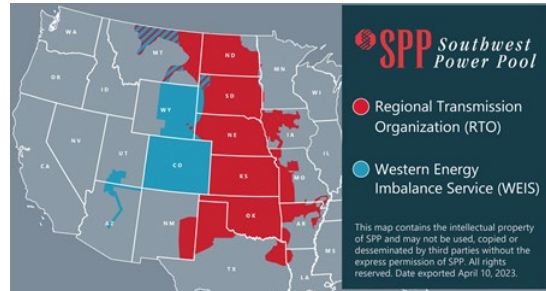 WA
MT
ND
MN
OR
ID
SD
WI
WY
IA
NE
NV
UT
IL
CA
CO
KS
MO
AZ
NM
OK
AR
MS
TX
LA
SPP Southwest
Power Pool
Regional Transmission
Organization (RTO)
Western Energy
Imbalance Service (WEIS)
This map contains the intellectual property
of SPP and may not be used, copied or
desseminated by third parties without the
express permission of SPP. All rights
reserved. Date exported April 10, 2023.